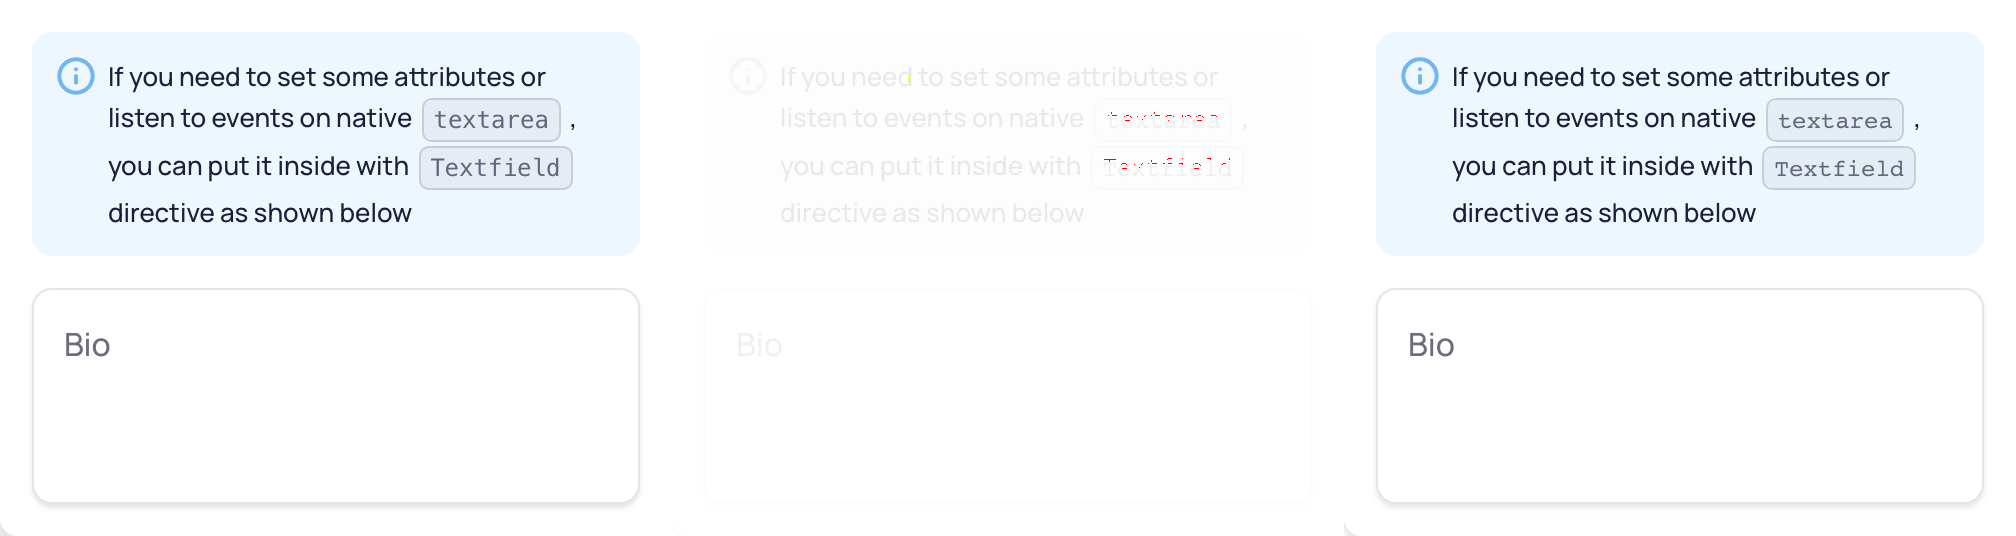 If you need to set some attributes or
listen to events on native textarea ,
you can put it inside with Textfield
directive as shown below
Bio
If you need to set some attributes or
listen to events on native textarea ,
you can put it inside with Textfield
directive as shown below
Bio
If you need to set some attributes or
listen to events on native textarea ,
you can put it inside with Textfield
directive as shown below
Bio